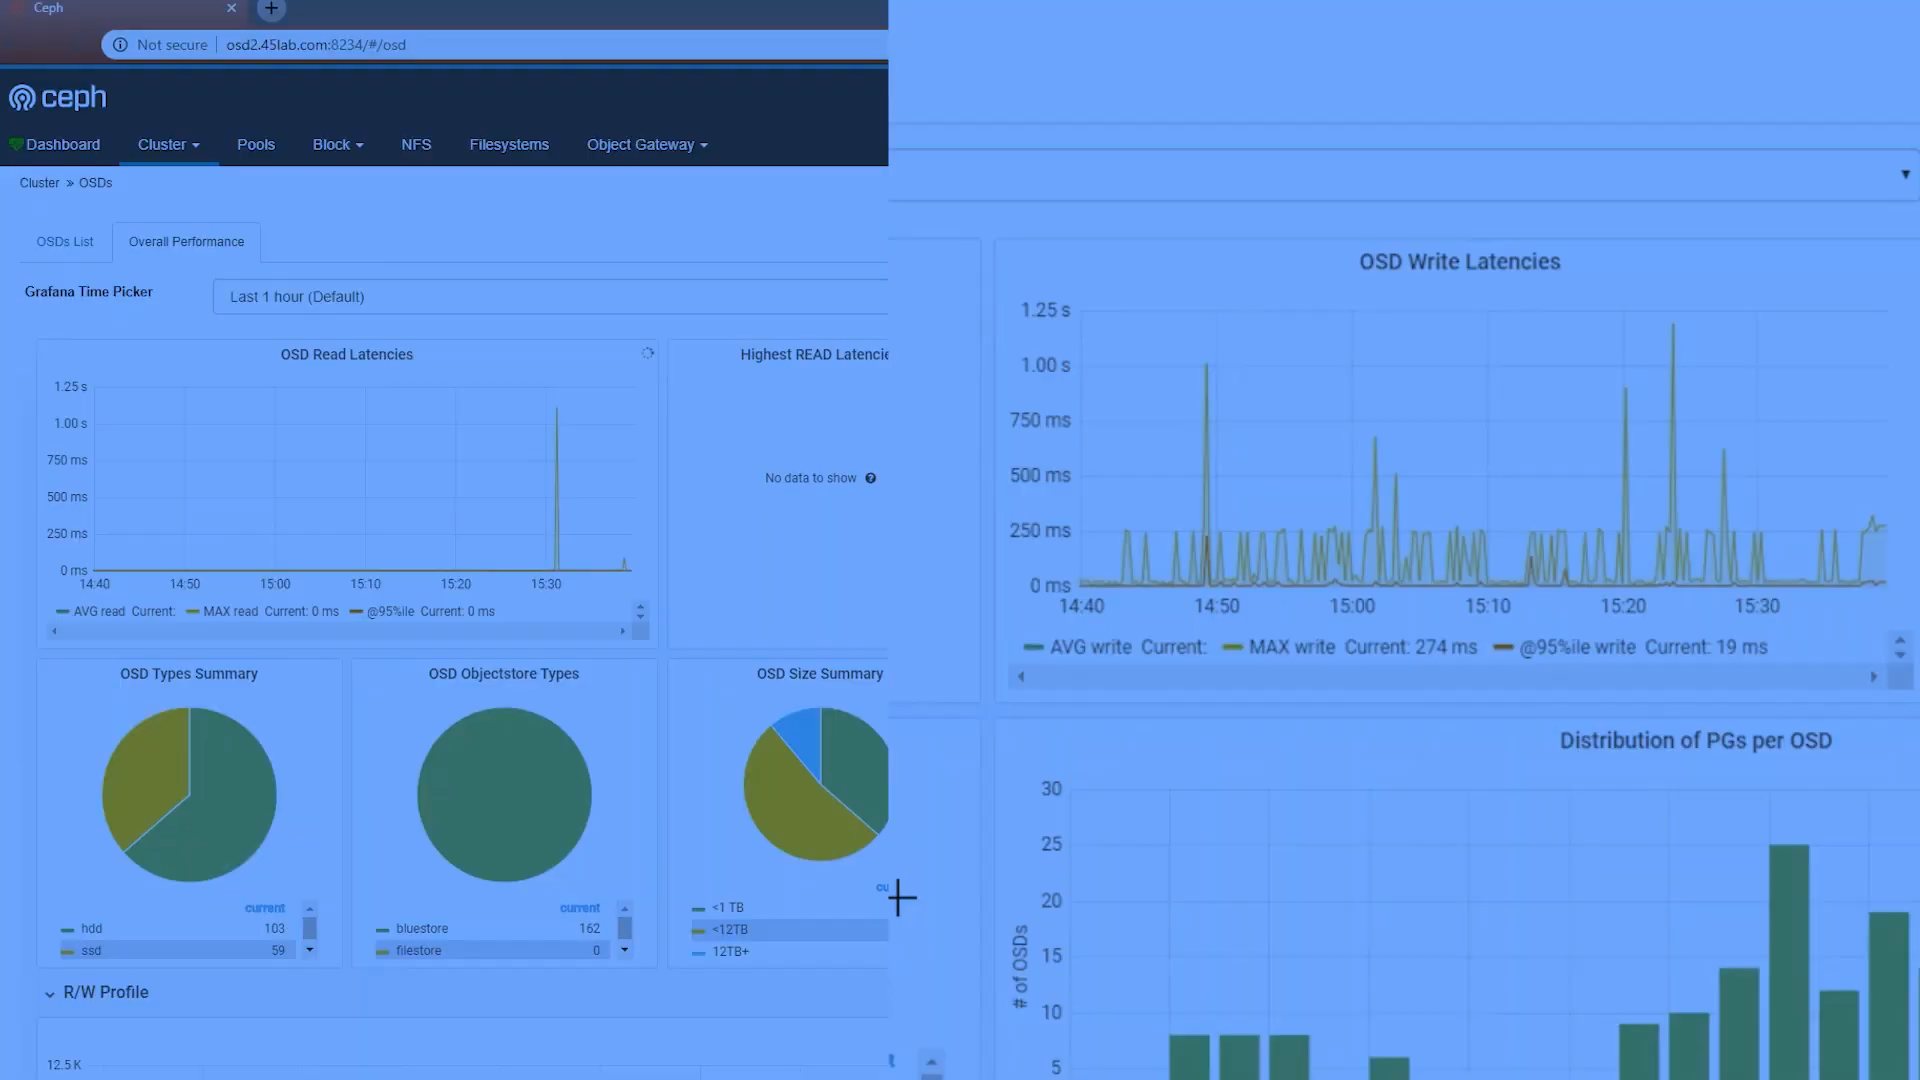 Ceph
Not secure osd2.45lab.com:8234/#/osd
ceph
Dashboard Cluster Pools Block NFS Filesystems Object Gateway
Cluster » OSDs
OSDs List Overall Performance
Grafana Time Picker Last 1 hour (Default)
OSD Read Latencies
1.25 s
1.00 s
750 ms
500 ms
250 ms
0 ms
14:40 14:50 15:00 15:10 15:20 15:30
AVG read Current: MAX read Current: 0 ms @95%ile Current: 0 ms
Highest READ Latencie
No data to show
OSD Write Latencies
1.25 s
1.00 s
750 ms
500 ms
250 ms
0 ms
14:40 14:50 15:00 15:10 15:20 15:30
AVG write Current: MAX write Current: 274 ms @95%ile write Current: 19 ms
OSD Types Summary
current
hdd 103
ssd 59
OSD Objectstore Types
current
bluestore 162
filestore 0
OSD Size Summary
cu
<1 TB
<12TB
12TB+
Distribution of PGs per OSD
# of OSDs
30
25
20
15
10
5
R/W Profile
12.5 K